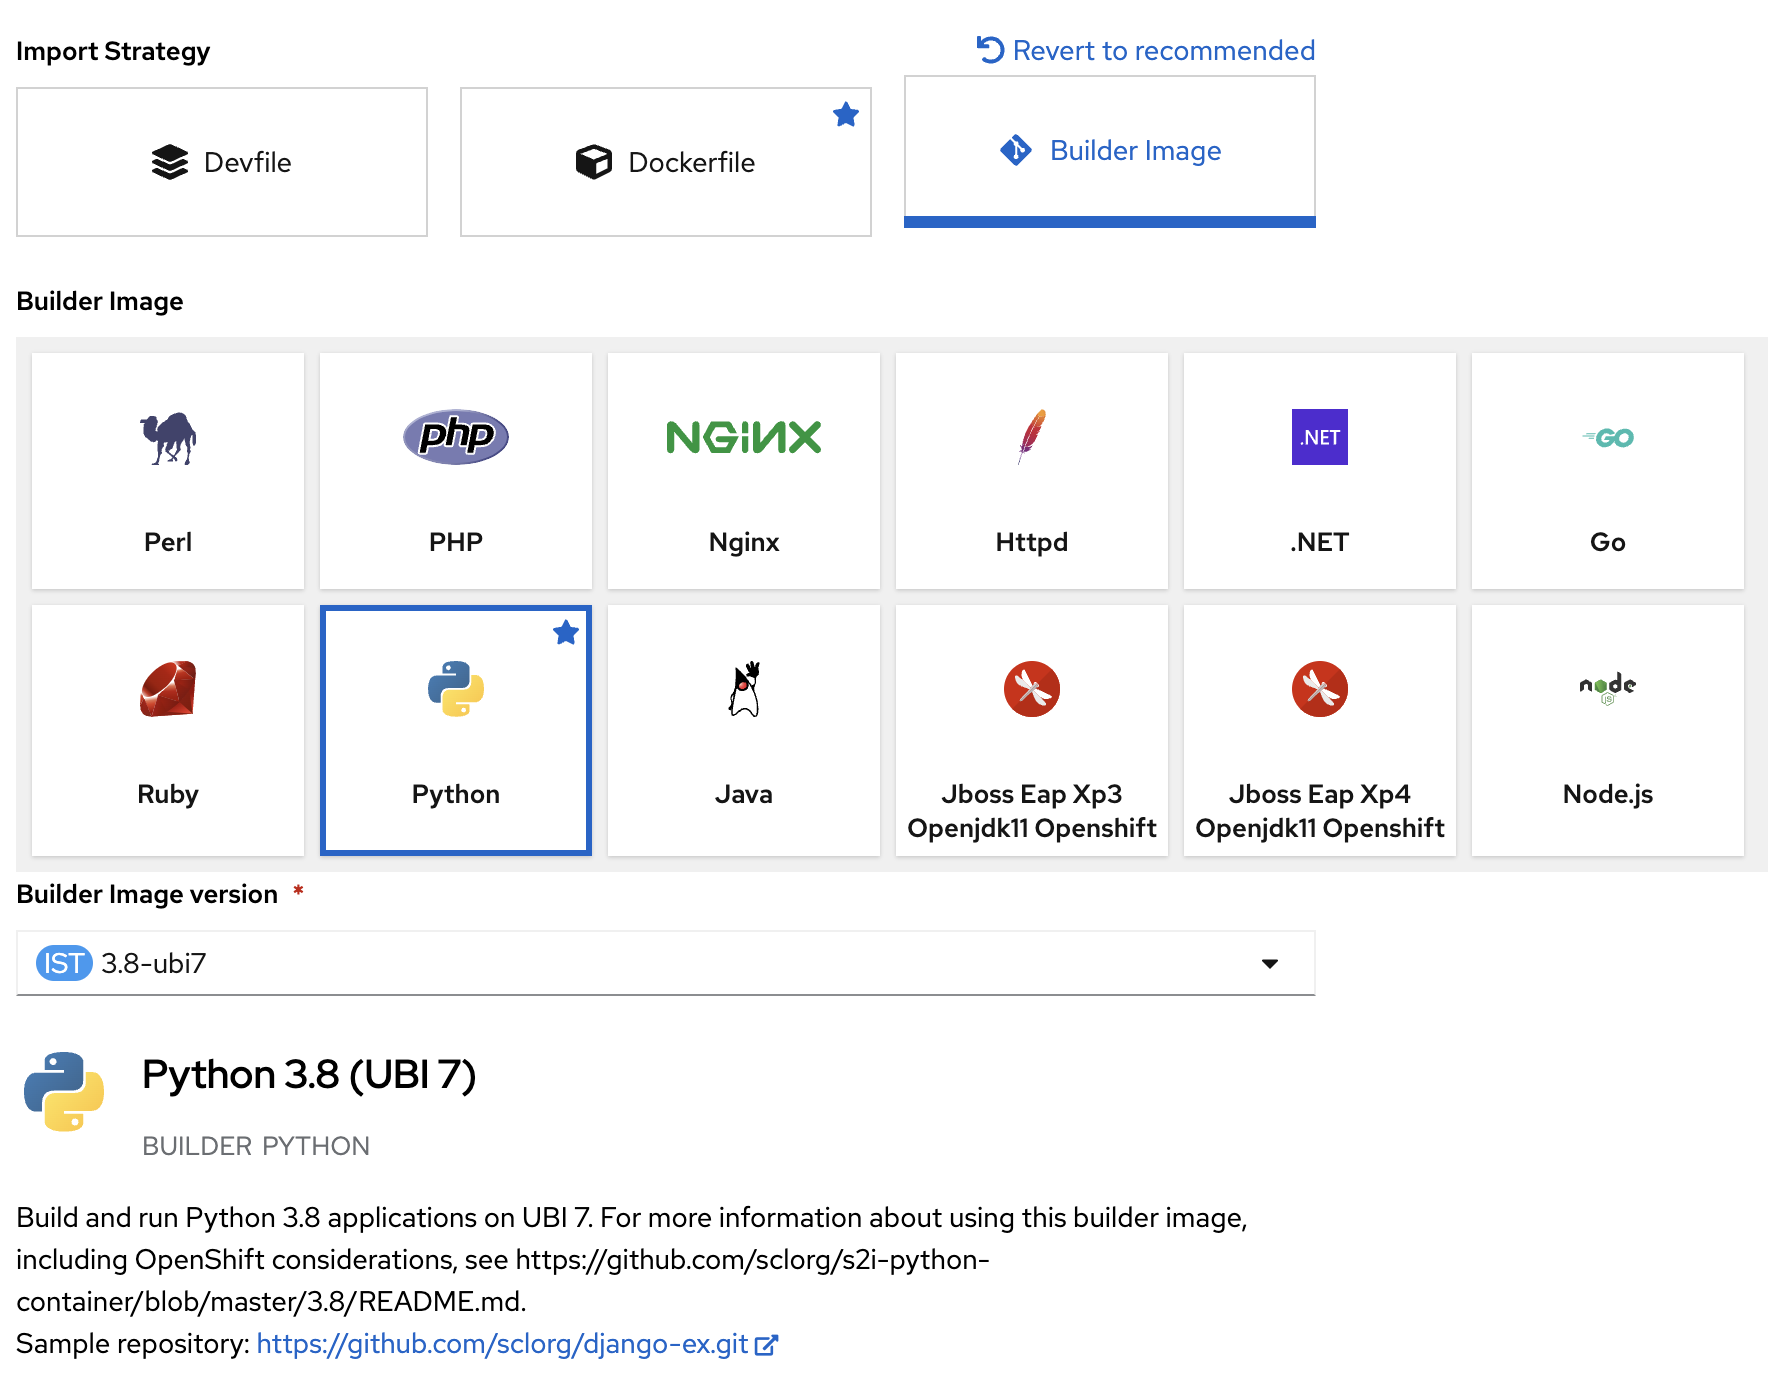 Import Strategy
Revert to recommended
Devfile
Dockerfile
Builder Image
Builder Image
php
NGINX
.NET
GO
Perl
PHP
Nginx
Httpd
.NET
Go
node
JS
Ruby
Python
Java
Jboss Eap Xp3
Openjdk11 Openshift
Jboss Eap Xp4
Openjdk11 Openshift
Node.js
Builder Image version *
IST 3.8-ubi7
Python 3.8 (UBI 7)
BUILDER PYTHON
Build and run Python 3.8 applications on UBI 7. For more information about using this builder image,
including OpenShift considerations, see https://github.com/sclorg/s2i-python-
container/blob/master/3.8/README.md.
Sample repository: https://github.com/sclorg/django-ex.git